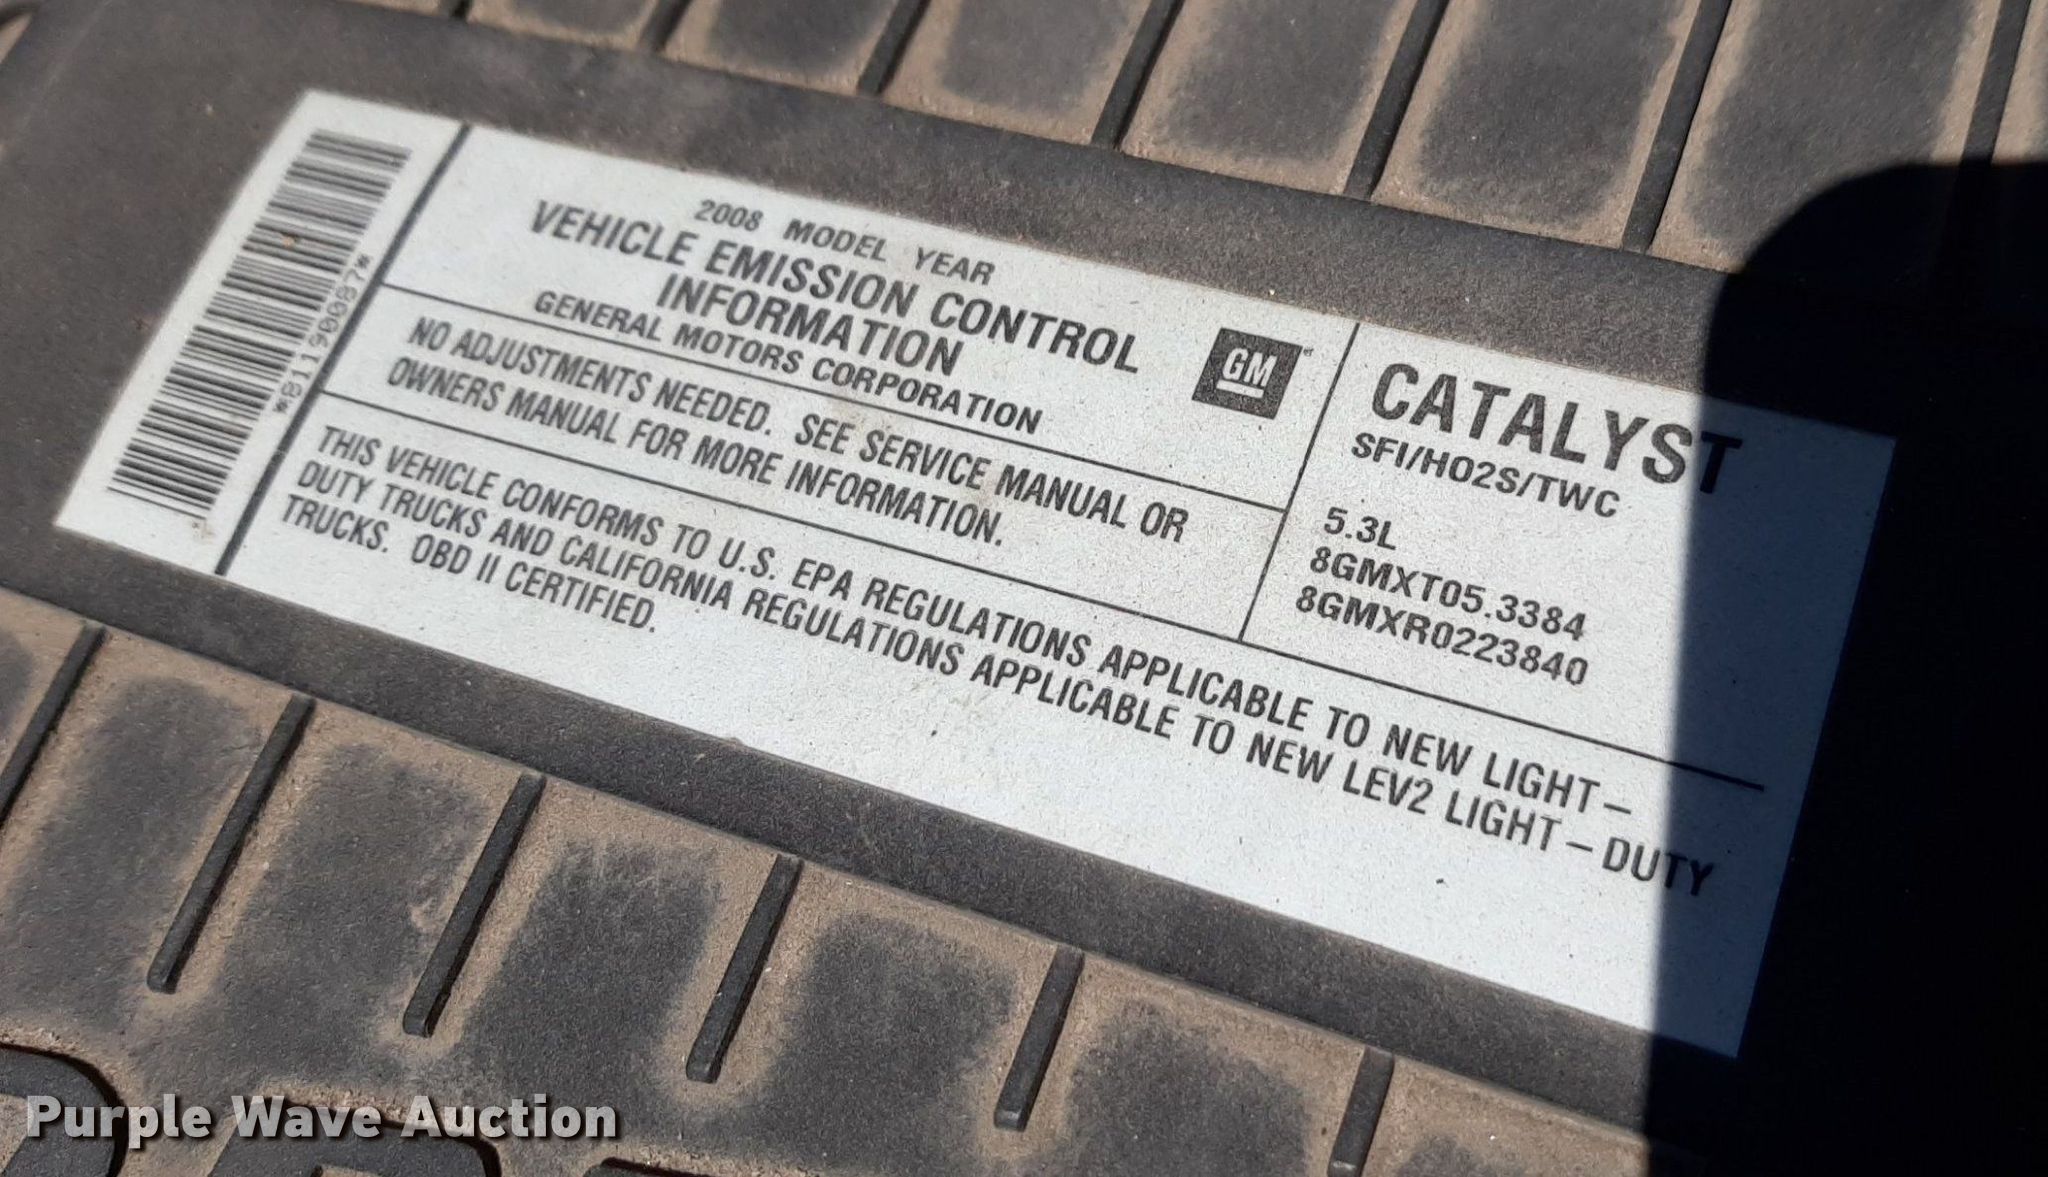 *B119000B7*
2008 MODEL YEAR
VEHICLE EMISSION CONTROL
INFORMATION
GENERAL MOTORS CORPORATION
GM
NO ADJUSTMENTS NEEDED. SEE SERVICE MANUAL OR
OWNERS MANUAL FOR MORE INFORMATION.
CATALYST
SFI/HO2S/TWC
5.3L
8GMXT05.3384
8GMXR0223840
THIS VEHICLE CONFORMS TO U.S. EPA REGULATIONS APPLICABLE TO NEW LIGHT-
DUTY TRUCKS AND CALIFORNIA REGULATIONS APPLICABLE TO NEW LEV2 LIGHT-DUTY
TRUCKS. OBD II CERTIFIED.
Purple Wave Auction